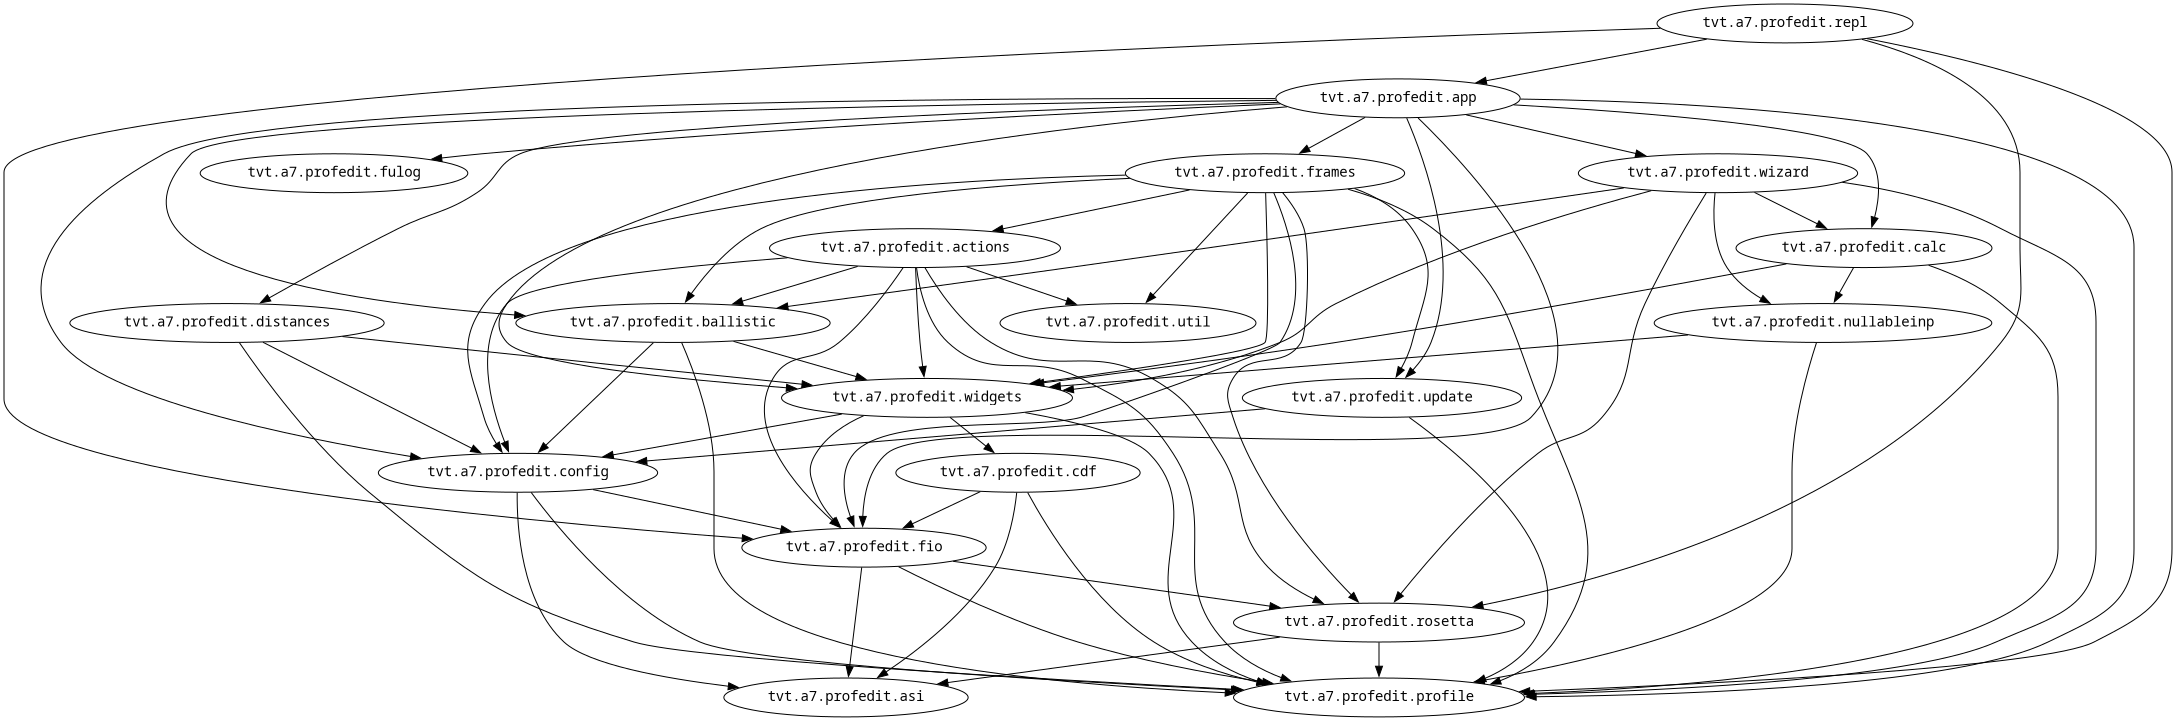 tvt.a7.profedit.repl
tvt.a7.profedit.app
tvt.a7.profedit.fulog
tvt.a7.profedit.frames
tvt.a7.profedit.wizard
tvt.a7.profedit.actions
tvt.a7.profedit.calc
tvt.a7.profedit.distances
tvt.a7.profedit.ballistic
tvt.a7.profedit.util
tvt.a7.profedit.nullableinp
tvt.a7.profedit.widgets
tvt.a7.profedit.update
tvt.a7.profedit.config
tvt.a7.profedit.cdf
tvt.a7.profedit.fio
tvt.a7.profedit.rosetta
tvt.a7.profedit.asi
tvt.a7.profedit.profile